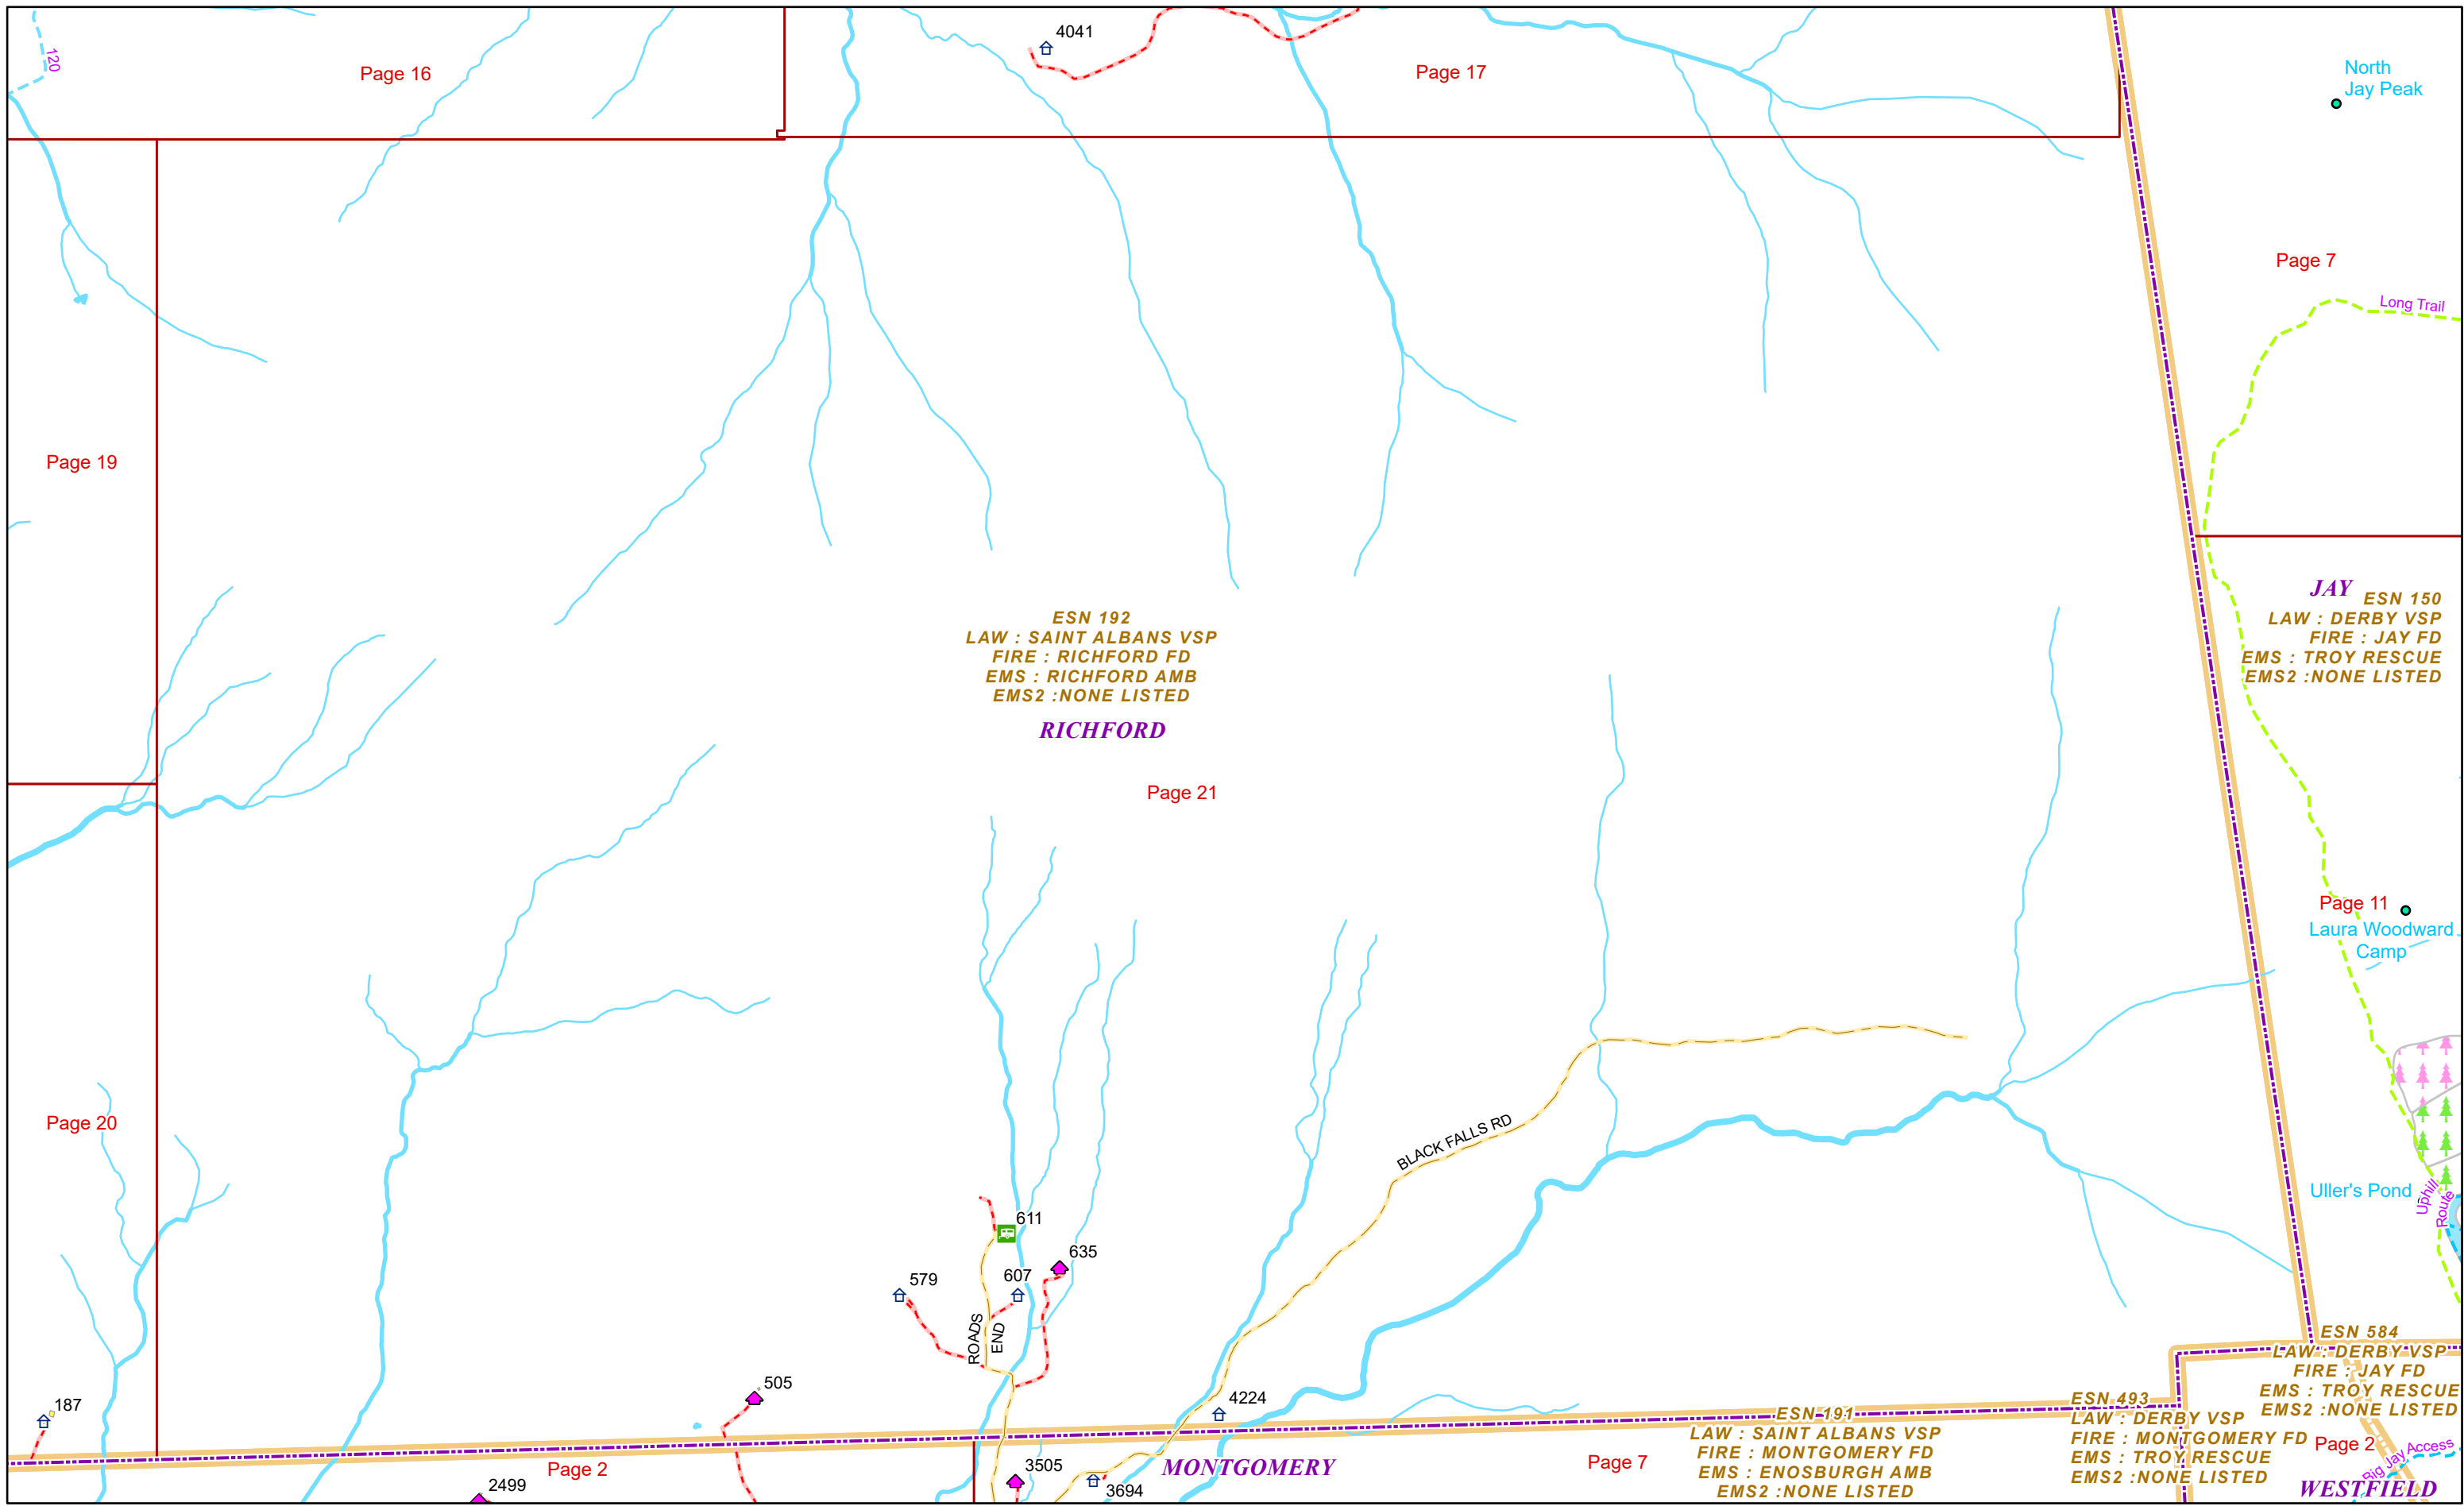 120
Page 16
4041
Page 17
North
Jay Peak
Page 7
Long Trail
Page 19
ESN 192
LAW : SAINT ALBANS VSP
FIRE : RICHFORD FD
EMS : RICHFORD AMB
EMS2 :NONE LISTED
RICHFORD
Page 21
JAY
ESN 150
LAW : DERBY VSP
FIRE : JAY FD
EMS : TROY RESCUE
EMS2 :NONE LISTED
Page 11
Laura Woodward
Camp
Page 20
BLACK FALLS RD
Uller's Pond
Uphill
Route
611
635
579
607
ROADS
END
505
187
4224
ESN 584
LAW : DERBY VSP
FIRE : JAY FD
EMS : TROY RESCUE
EMS2 :NONE LISTED
ESN 493
LAW : DERBY VSP
FIRE : MONTGOMERY FD
EMS : TROY RESCUE
EMS2 :NONE LISTED
ESN 191
LAW : SAINT ALBANS VSP
FIRE : MONTGOMERY FD
EMS : ENOSBURGH AMB
EMS2 :NONE LISTED
Page 2
2499
3505
3694
MONTGOMERY
Page 7
Page 2
Big Jay Access
WESTFIELD